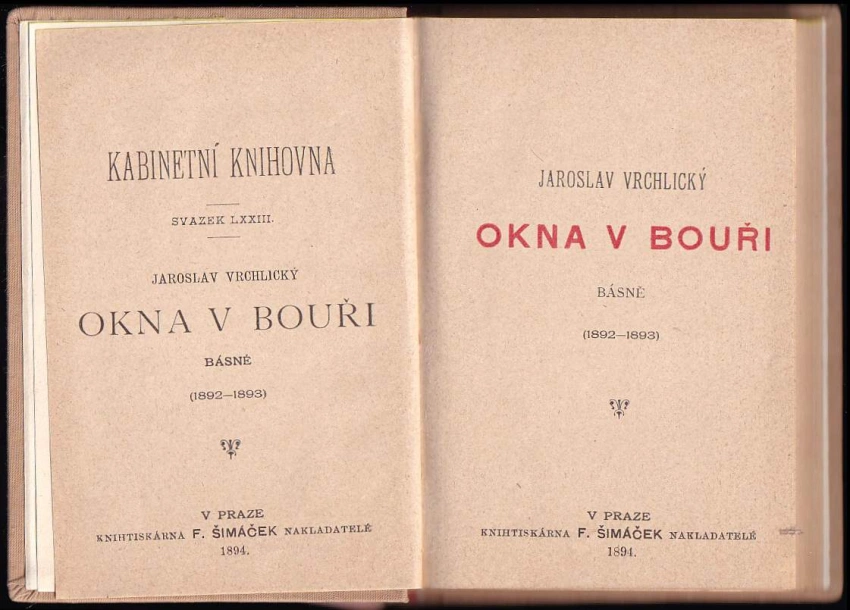 KABINETNÍ KNIHOVNA
SVAZEK LXXIII.
JAROSLAV VRCHLICKÝ
OKNA V BOUŘI
BÁSNĚ
(1892—1893)
V PRAZE
KNIHTISKÁRNA F. ŠIMÁČEK NAKLADATELÉ
1894.
JAROSLAV VRCHLICKÝ
OKNA V BOUŘI
BÁSNĚ
(1892—1893)
V PRAZE
KNIHTISKÁRNA F. ŠIMÁČEK NAKLADATELÉ
1894.